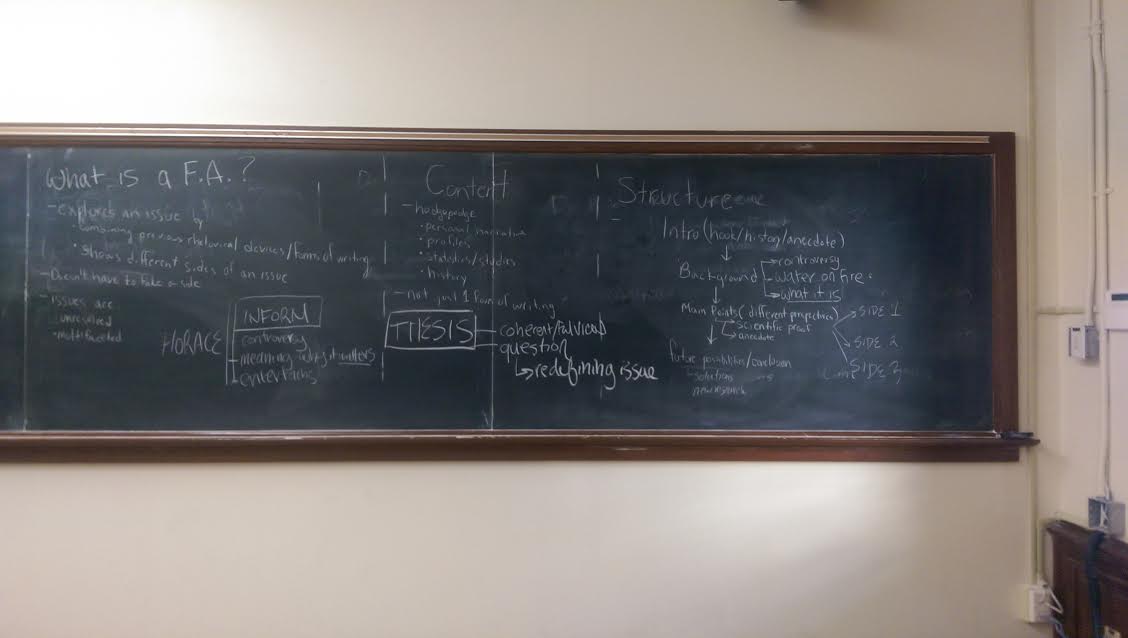 What is a F.A.?
- explores an issue by
· combining previous rhetorical devices/forms of writing
· shows different sides of an issue
- Doesn't have to take a side
- issues are
· unresolved
· multifaceted
HORACE
INFORM
controversy
meaning why it matters
entertaining
Content
- hodgepodge
· personal narrative
· profiles
· statistics/studies
· history
- not just 1 form of writing
THESIS
coherent
question
redefining issue
Structure
Intro (hook/history/anecdote)
Background
controversy
water on fire
what it is
Main Points (different perspectives)
scientific proof
anecdote
SIDE 1
SIDE 2
SIDE 3
future possibilities/conclusion
solutions
new research